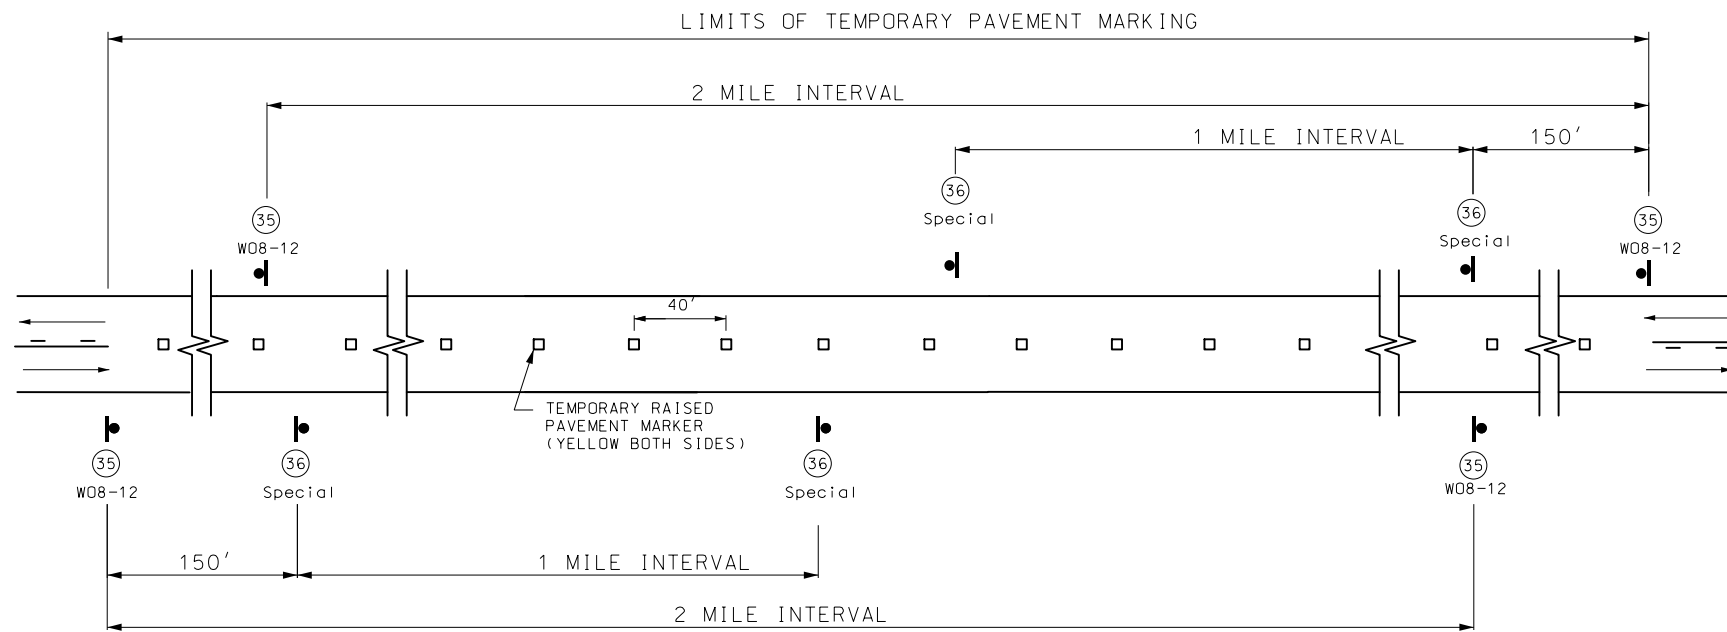 LIMITS OF TEMPORARY PAVEMENT MARKING
2 MILE INTERVAL
1 MILE INTERVAL
150'
36
Special
35
W08-12
36
Special
35
W08-12
40'
TEMPORARY RAISED
PAVEMENT MARKER
(YELLOW BOTH SIDES)
35
W08-12
36
Special
36
Special
35
W08-12
150'
1 MILE INTERVAL
2 MILE INTERVAL